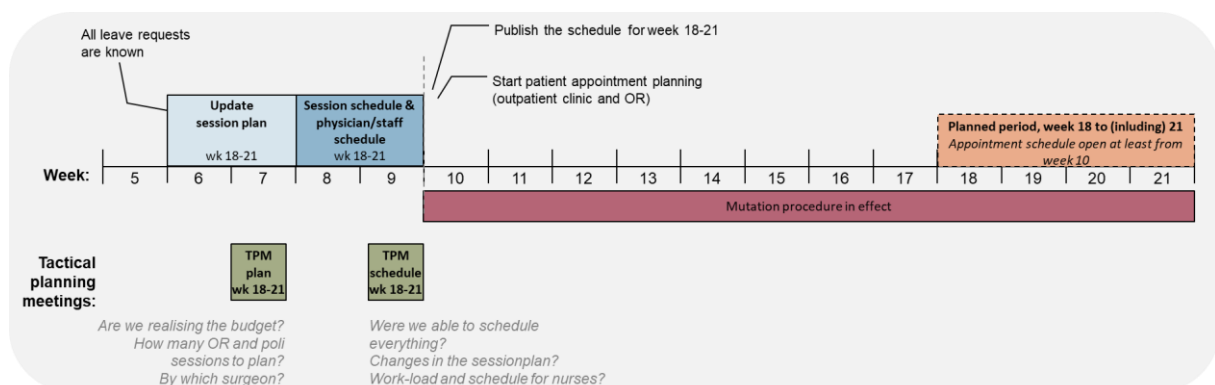 All leave requests
are known
Publish the schedule for week 18-21
Start patient appointment planning
(outpatient clinic and OR)
Update
session plan
wk 18-21
Session schedule &
physician/staff
schedule
wk 18-21
Planned period, week 18 to (inluding) 21
Appointment schedule open at least from
week 10
Week:
5
6
7
8
9
10
11
12
13
14
15
16
17
18
19
20
21
Mutation procedure in effect
Tactical
planning
meetings:
TPM
plan
wk 18-21
TPM
schedule
wk 18-21
Are we realising the budget?
How many OR and poli
sessions to plan?
By which surgeon?
Were we able to schedule
everything?
Changes in the sessionplan?
Work-load and schedule for nurses?